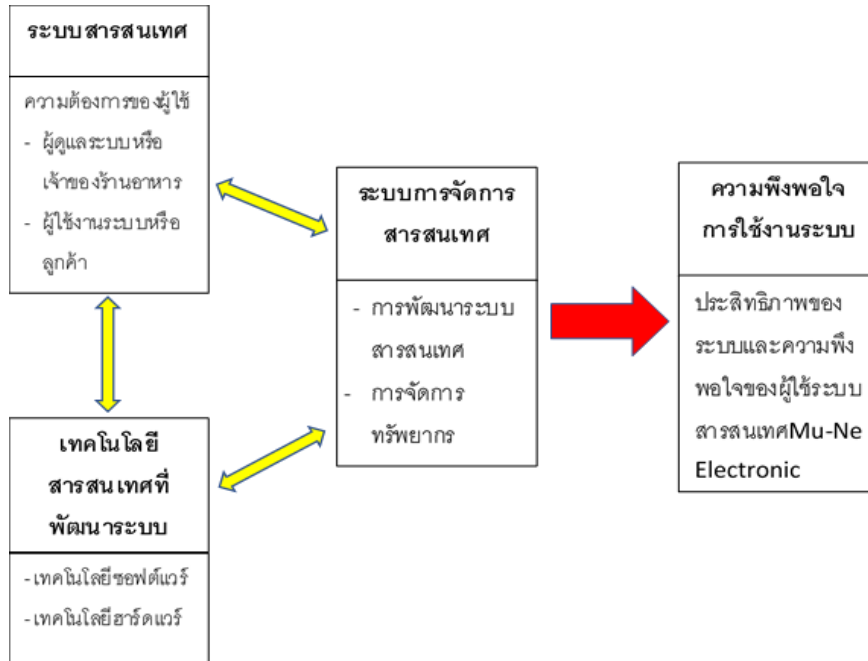 ระบบสารสนเทศ
ความต้องการของผู้ใช้
- ผู้ดูแลระบบหรือ
เจ้าของร้านอาหาร
- ผู้ใช้งานระบบหรือ
ลูกค้า
เทคโนโลยี
สารสนเทศที่
พัฒนาระบบ
-เทคโนโลยีซอฟต์แวร์
-เทคโนโลยีฮาร์ดแวร์
ระบบการจัดการ
สารสนเทศ
- การพัฒนาระบบ
สารสนเทศ
- การจัดการ
ทรัพยากร
ความพึงพอใจ
การใช้งานระบบ
ประสิทธิภาพของ
ระบบและความพึง
พอใจของผู้ใช้ระบบ
สารสนเทศMu-Ne
Electronic